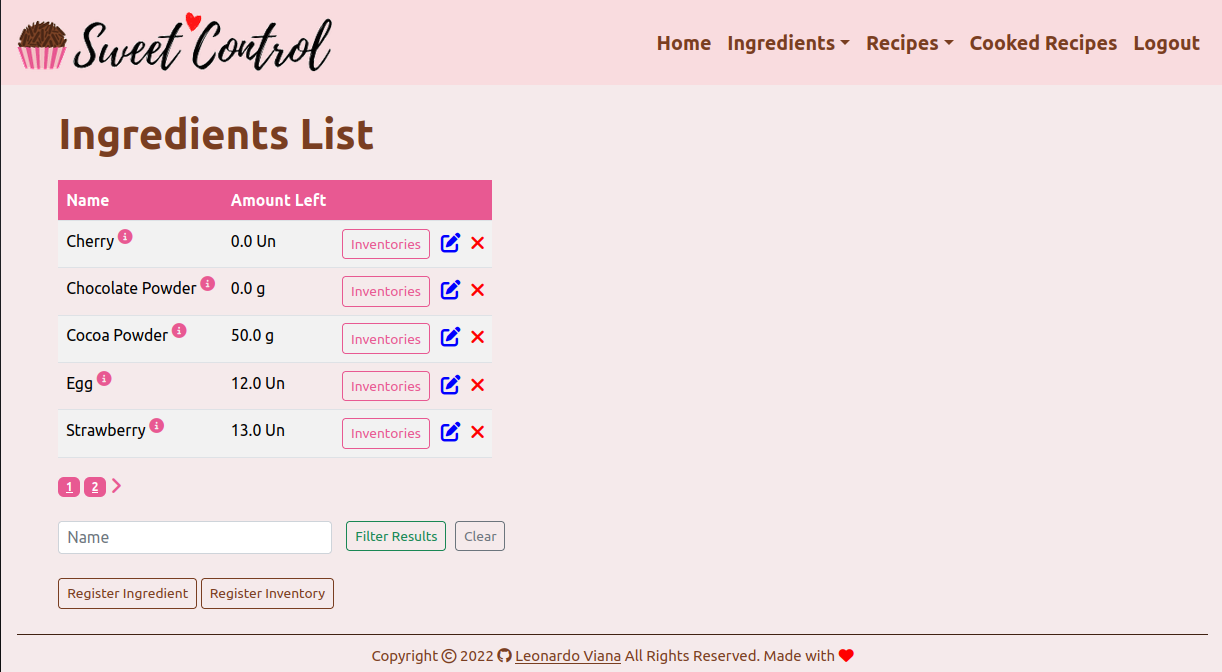 Sweet Control
Home Ingredients Recipes Cooked Recipes Logout
Ingredients List
Name Amount Left
Cherry 0.0 Un Inventories
Chocolate Powder 0.0 g Inventories
Cocoa Powder 50.0 g Inventories
Egg 12.0 Un Inventories
Strawberry 13.0 Un Inventories
1 2
Name Filter Results Clear
Register Ingredient Register Inventory
Copyright © 2022 Leonardo Viana All Rights Reserved. Made with